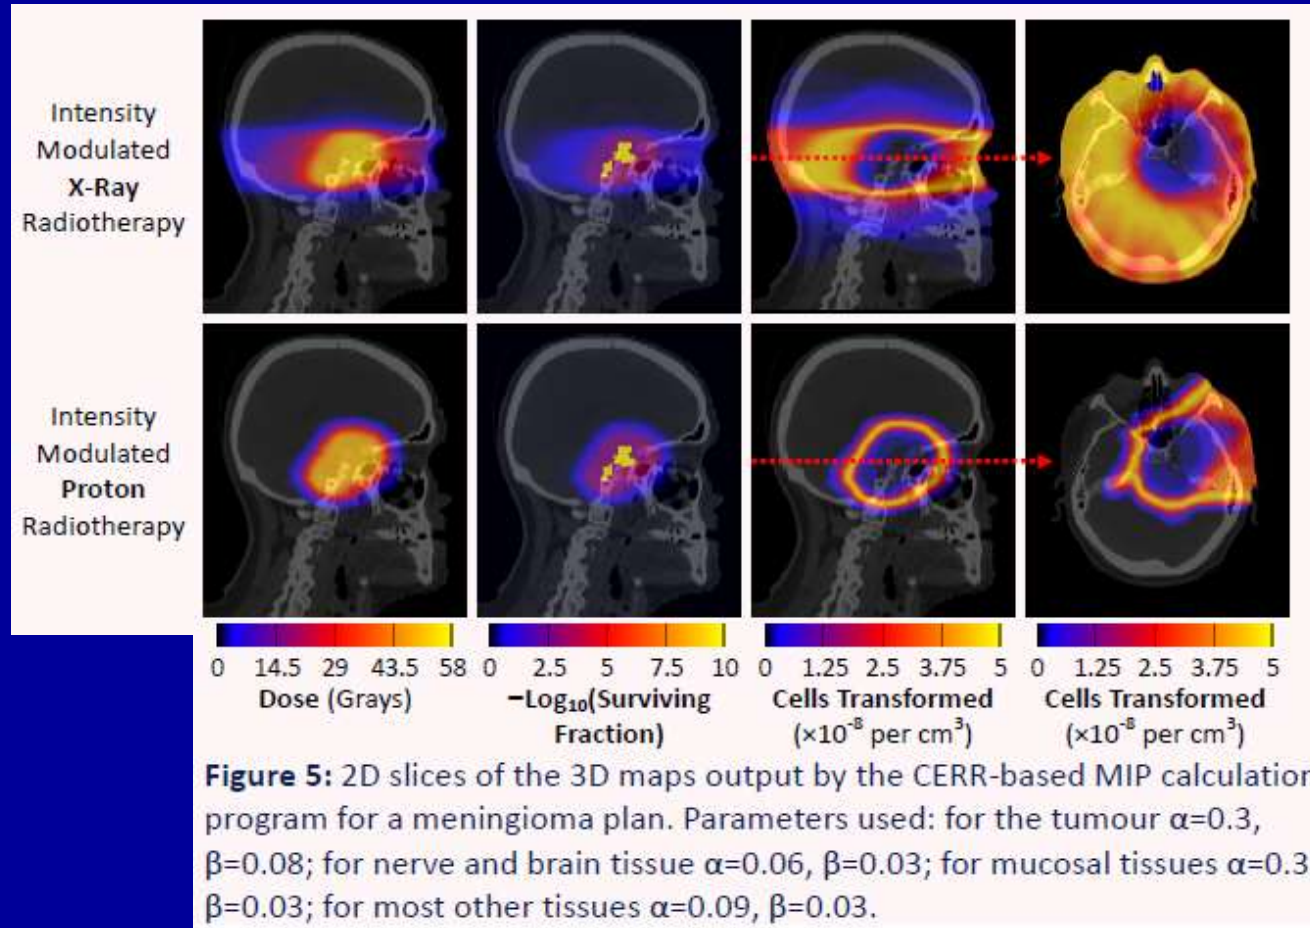 Intensity
Modulated
X-Ray
Radiotherapy
Intensity
Modulated
Proton
Radiotherapy
0 14.5 29 43.5 58
Dose (Grays)
0 2.5 5 7.5 10
−Log₁₀(Surviving
Fraction)
0 1.25 2.5 3.75 5
Cells Transformed
(×10⁻⁸ per cm³)
0 1.25 2.5 3.75 5
Cells Transformed
(×10⁻⁸ per cm³)
Figure 5: 2D slices of the 3D maps output by the CERR-based MIP calculation
program for a meningioma plan. Parameters used: for the tumour α=0.3,
β=0.08; for nerve and brain tissue α=0.06, β=0.03; for mucosal tissues α=0.3
β=0.03; for most other tissues α=0.09, β=0.03.